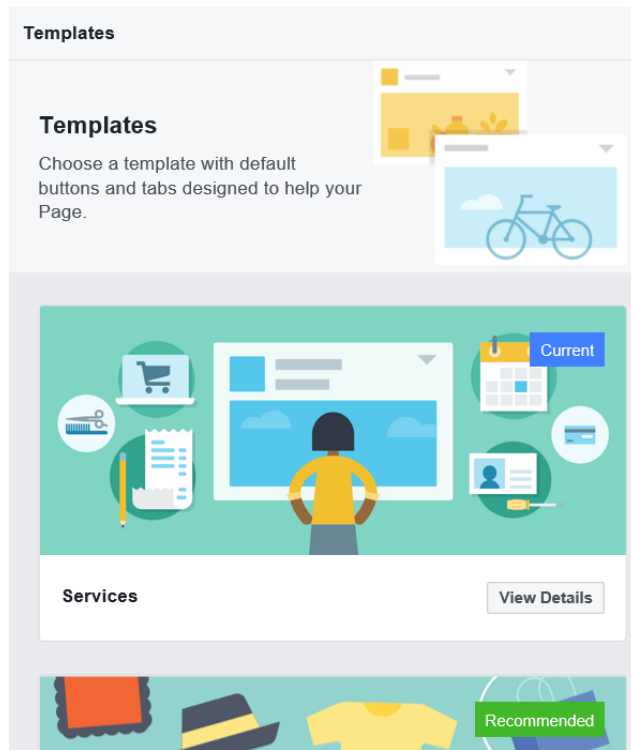 Templates
Templates
Choose a template with default
buttons and tabs designed to help your
Page.
Current
Services
View Details
Recommended